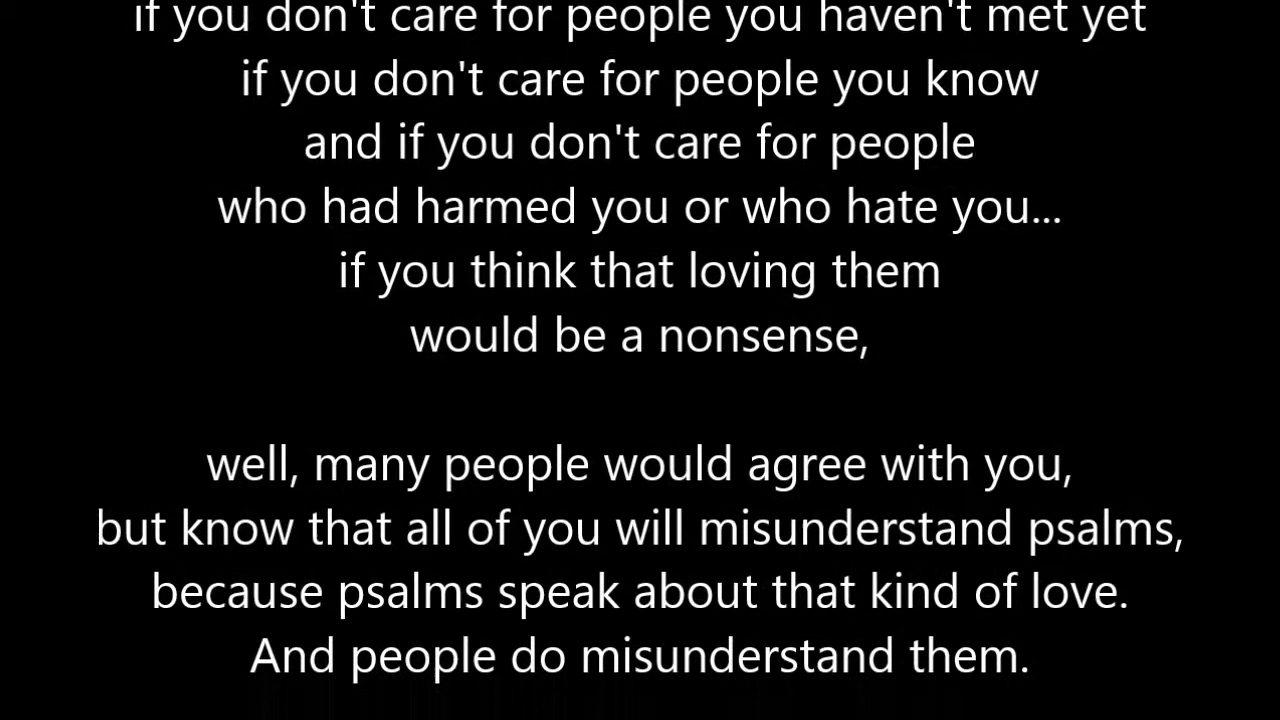 if you don't care for people you haven't met yet
if you don't care for people you know
and if you don't care for people
who had harmed you or who hate you...
if you think that loving them
would be a nonsense,
well, many people would agree with you,
but know that all of you will misunderstand psalms,
because psalms speak about that kind of love.
And people do misunderstand them.